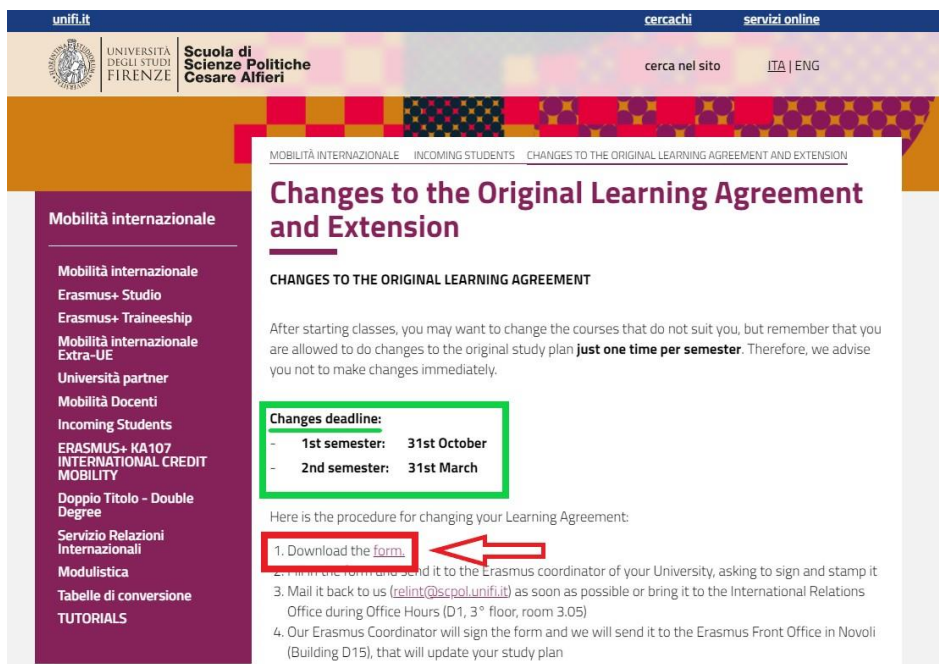 unifi.it
cercachi
servizi online
UNIVERSITÀ
DEGLI STUDI
FIRENZE
Scuola di
Scienze Politiche
Cesare Alfieri
cerca nel sito
ITA | ENG
MOBILITÀ INTERNAZIONALE INCOMING STUDENTS CHANGES TO THE ORIGINAL LEARNING AGREEMENT AND EXTENSION
Changes to the Original Learning Agreement
and Extension
Mobilità internazionale
Mobilità internazionale
Erasmus+ Studio
Erasmus+ Traineeship
Mobilità internazionale
Extra-UE
Università partner
Mobilità Docenti
Incoming Students
ERASMUS+ KA107
INTERNATIONAL CREDIT
MOBILITY
Doppio Titolo - Double
Degree
Servizio Relazioni
Internazionali
Modulistica
Tabelle di conversione
TUTORIALS
CHANGES TO THE ORIGINAL LEARNING AGREEMENT
After starting classes, you may want to change the courses that do not suit you, but remember that you
are allowed to do changes to the original study plan just one time per semester. Therefore, we advise
you not to make changes immediately.
Changes deadline:
- 1st semester: 31st October
- 2nd semester: 31st March
Here is the procedure for changing your Learning Agreement:
1. Download the form.
2. Fill in the form and send it to the Erasmus coordinator of your University, asking to sign and stamp it
3. Mail it back to us (relint@scpol.unifi.it) as soon as possible or bring it to the International Relations
Office during Office Hours (D1, 3° floor, room 3.05)
4. Our Erasmus Coordinator will sign the form and we will send it to the Erasmus Front Office in Novoli
(Building D15), that will update your study plan